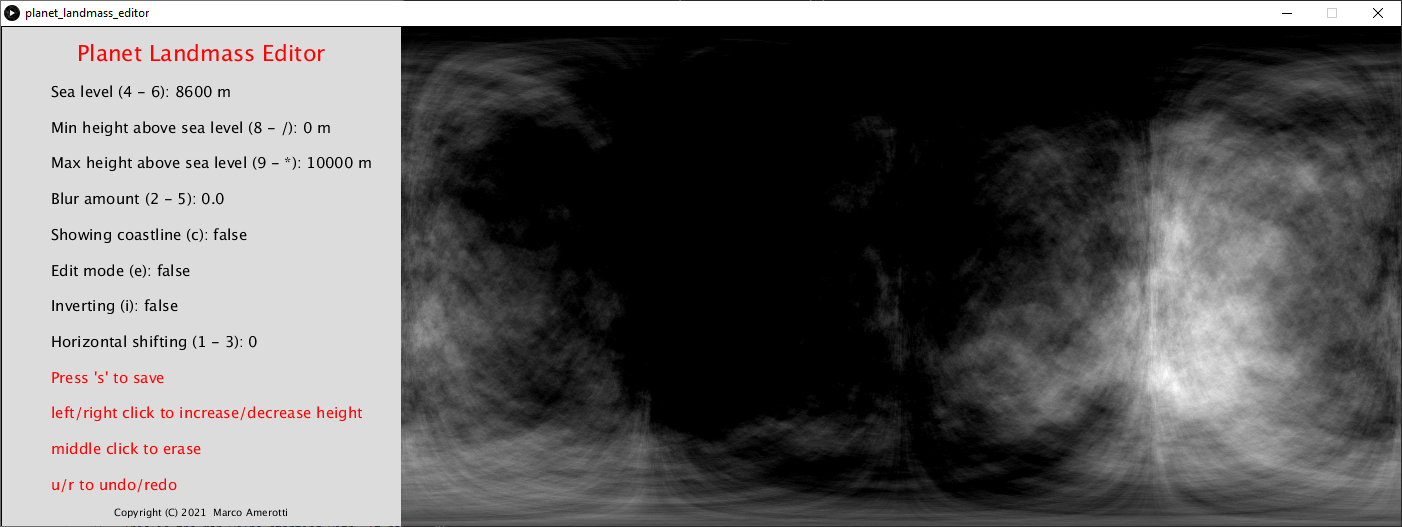 planet_landmass_editor
Planet Landmass Editor
Sea level (4 - 6): 8600 m
Min height above sea level (8 - /): 0 m
Max height above sea level (9 - *): 10000 m
Blur amount (2 - 5): 0.0
Showing coastline (c): false
Edit mode (e): false
Inverting (i): false
Horizontal shifting (1 - 3): 0
Press 's' to save
left/right click to increase/decrease height
middle click to erase
u/r to undo/redo
Copyright (C) 2021 Marco Amerotti